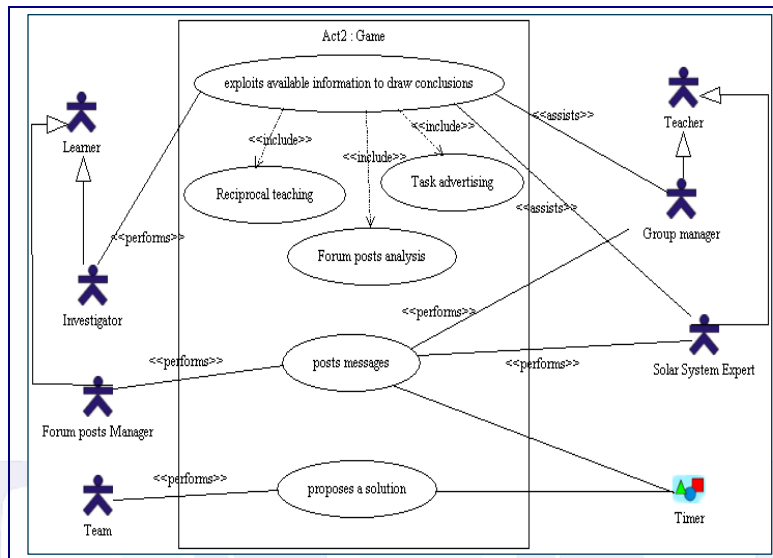 Act2 : Game
exploits available information to draw conclusions
Learner
Teacher
<<include>>
<<include>>
<<include>>
<<assists>>
Reciprocal teaching
Task advertising
<<assists>>
<<performs>>
Forum posts analysis
Group manager
Investigator
<<performs>>
<<performs>>
posts messages
<<performs>>
Solar System Expert
Forum posts Manager
<<performs>>
proposes a solution
Team
Timer